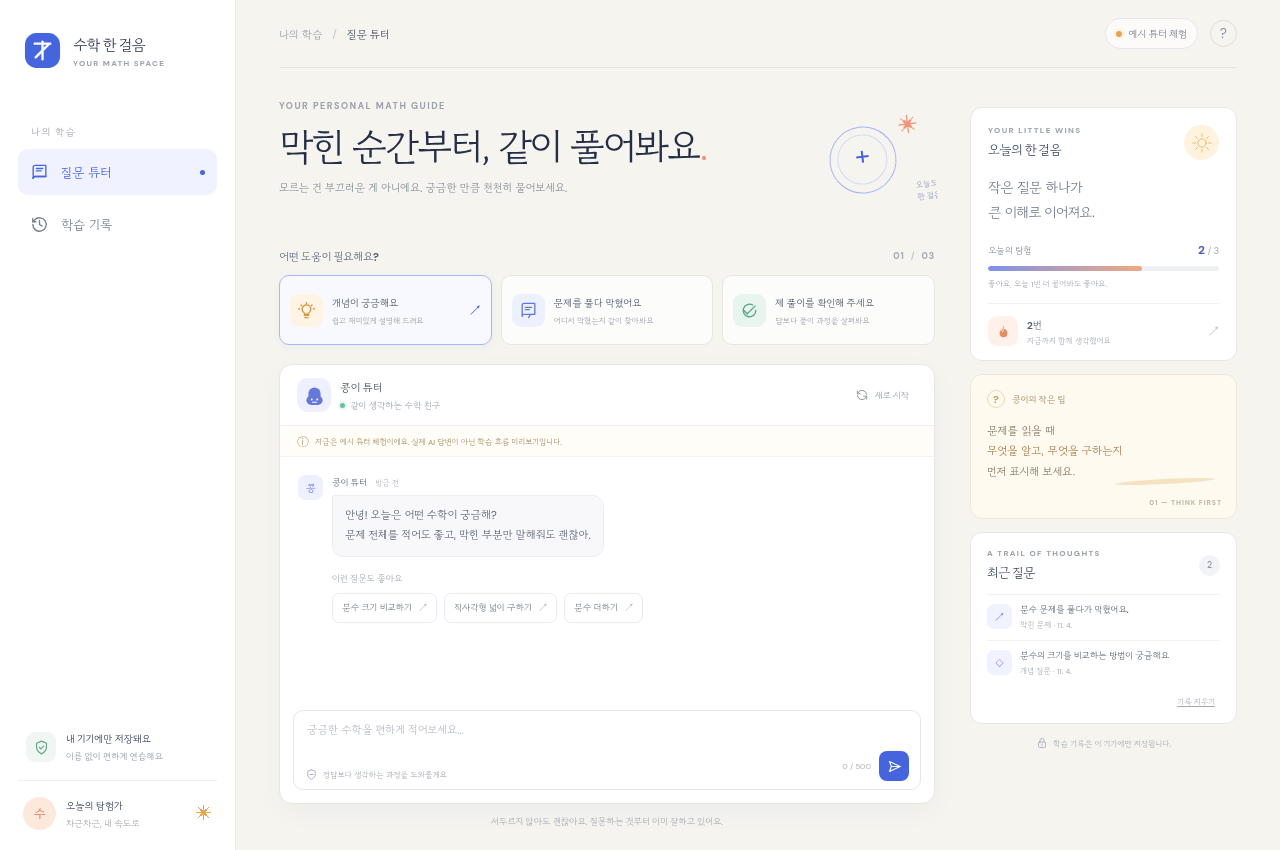 수학 한 걸음
YOUR MATH SPACE
나의 학습
질문 튜터
학습 기록
내 기기에만 저장돼요
이름 없이 편하게 연습해요
수
오늘의 탐험가
차근차근, 내 속도로
나의 학습 / 질문 튜터
예시 튜터 체험
?
YOUR PERSONAL MATH GUIDE
막힌 순간부터, 같이 풀어봐요.
모르는 건 부끄러운 게 아니에요. 궁금한 만큼 천천히 물어보세요.
+
어떤 도움이 필요해요?
01 / 03
개념이 궁금해요
쉽고 재미있게 설명해 드려요
문제를 풀다 막혔어요
어디서 막혔는지 같이 찾아봐요
제 풀이를 확인해 주세요
답보다 풀이 과정을 살펴봐요
콩이 튜터
같이 생각하는 수학 친구
새로 시작
지금은 예시 튜터 체험이에요. 실제 AI 답변이 아닌 학습 흐름 미리보기입니다.
콩
콩이 튜터 방금 전
안녕! 오늘은 어떤 수학이 궁금해?
문제 전체를 적어도 좋고, 막힌 부분만 말해줘도 괜찮아.
이런 질문도 좋아요
분수 크기 비교하기
직사각형 넓이 구하기
분수 더하기
궁금한 수학을 편하게 적어보세요...
정답보다 생각하는 과정을 도와줄게요
0 / 500
서두르지 않아도 괜찮아요. 질문하는 것부터 이미 잘하고 있어요.
YOUR LITTLE WINS
오늘의 한 걸음
작은 질문 하나가
큰 이해로 이어져요.
오늘의 탐험
2 / 3
좋아요, 오늘 1번 더 물어봐도 좋아요.
2번
지금까지 함께 생각했어요
?
콩이의 작은 팁
문제를 읽을 때
무엇을 알고, 무엇을 구하는지
먼저 표시해 보세요.
01 — THINK FIRST
A TRAIL OF THOUGHTS
최근 질문
2
분수 문제를 풀다가 막혔어요.
막힌 문제 · 11. 4.
분수의 크기를 비교하는 방법이 궁금해요
개념 질문 · 11. 4.
기록 지우기
학습 기록은 이 기기에만 저장됩니다.